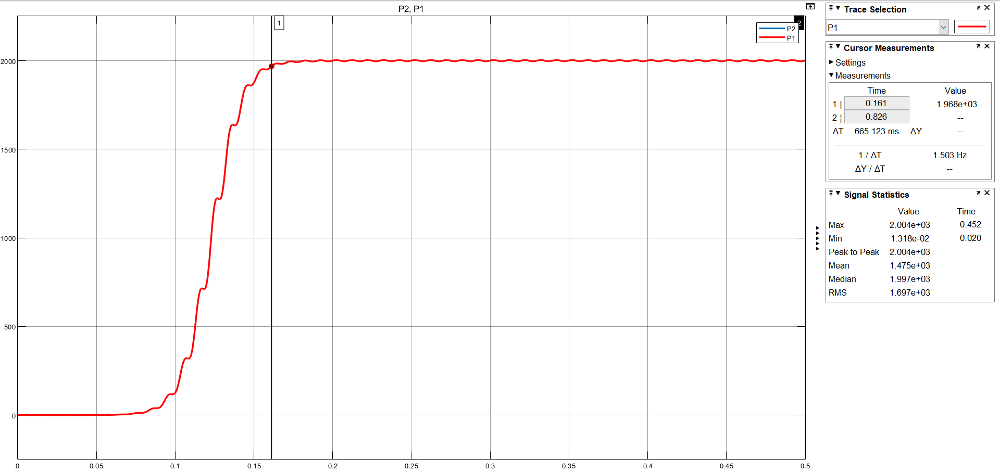 P2, P1
1
2
P2
P1
2000
1500
1000
500
0
0 0.05 0.1 0.15 0.2 0.25 0.3 0.35 0.4 0.45 0.5
Trace Selection
P1
Cursor Measurements
Settings
Measurements
Time Value
1 | 0.161 1.968e+03
2 ¦ 0.826 --
ΔT 665.123 ms ΔY --
1 / ΔT 1.503 Hz
ΔY / ΔT --
Signal Statistics
Value Time
Max 2.004e+03 0.452
Min 1.318e-02 0.020
Peak to Peak 2.004e+03
Mean 1.475e+03
Median 1.997e+03
RMS 1.697e+03